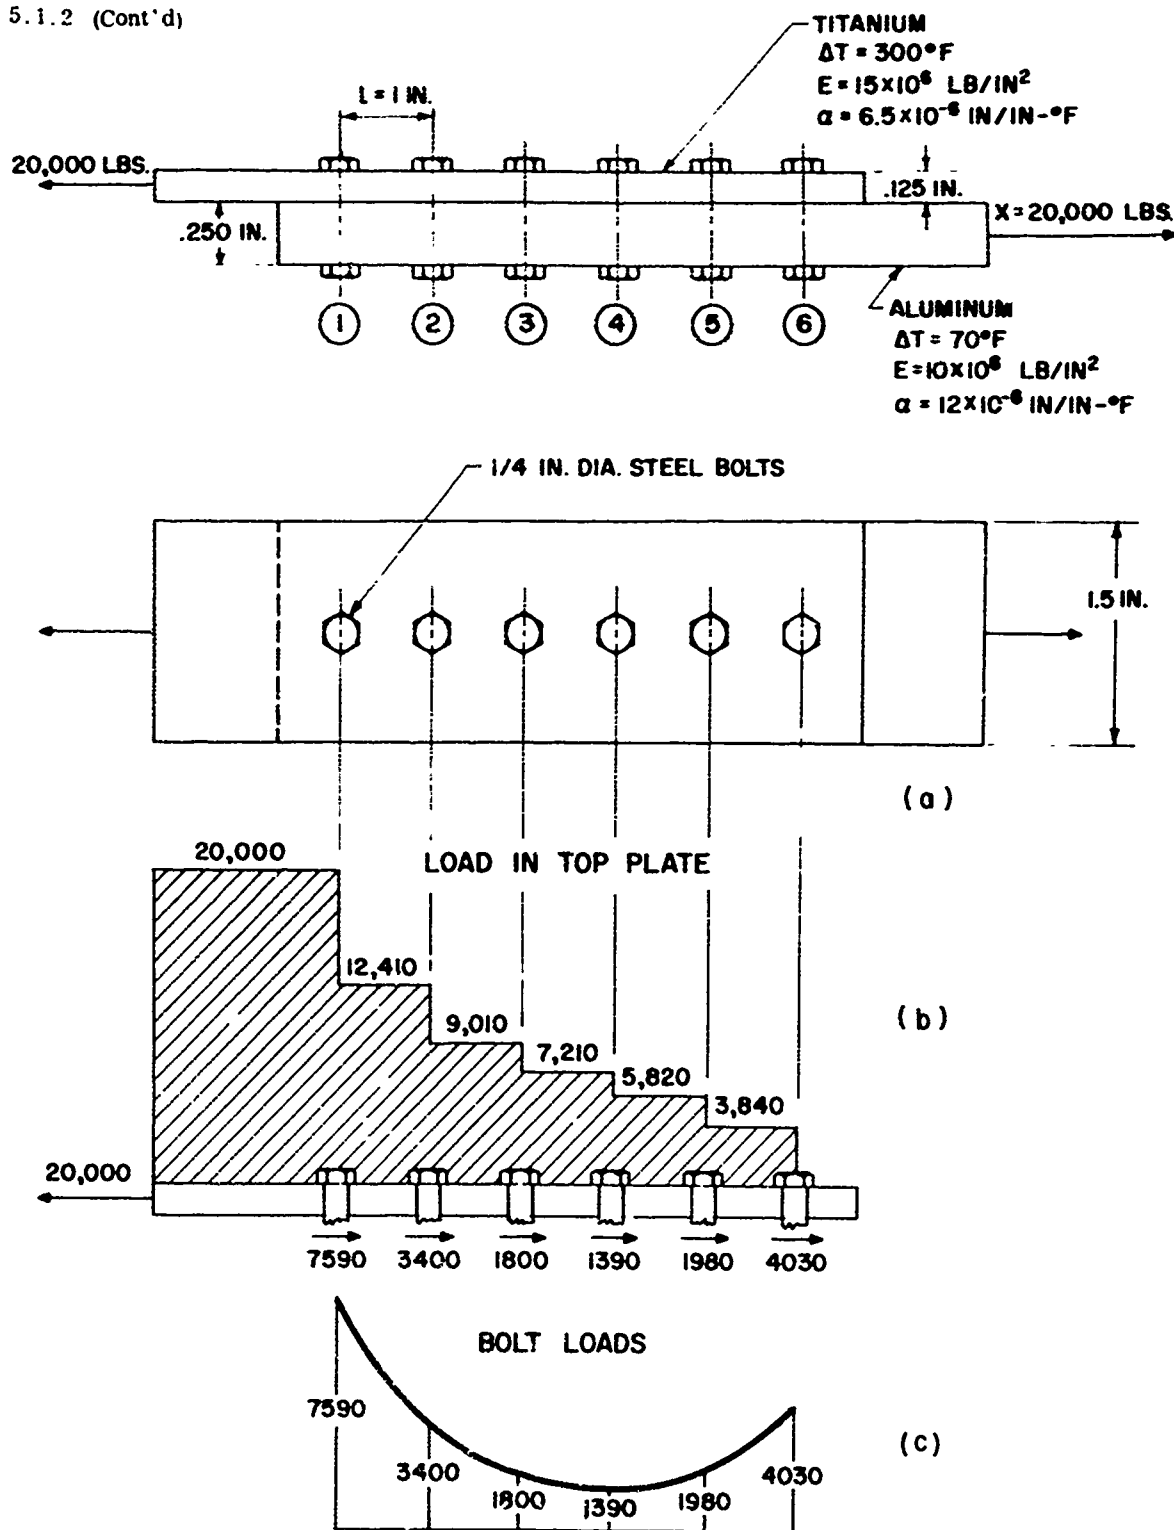 5.1.2 (Cont'd)
TITANIUM
ΔT = 300°F
E = 15×10⁶ LB/IN²
α = 6.5×10⁻⁶ IN/IN-°F
L = 1 IN.
20,000 LBS.
.125 IN.
X = 20,000 LBS.
.250 IN.
1 2 3 4 5 6
ALUMINUM
ΔT = 70°F
E = 10×10⁶ LB/IN²
α = 12×10⁻⁶ IN/IN-°F
1/4 IN. DIA. STEEL BOLTS
1.5 IN.
(a)
20,000
LOAD IN TOP PLATE
12,410
9,010
7,210
5,820
3,840
(b)
20,000
7590 3400 1800 1390 1980 4030
BOLT LOADS
7590
3400
1800
1390
1980
4030
(c)